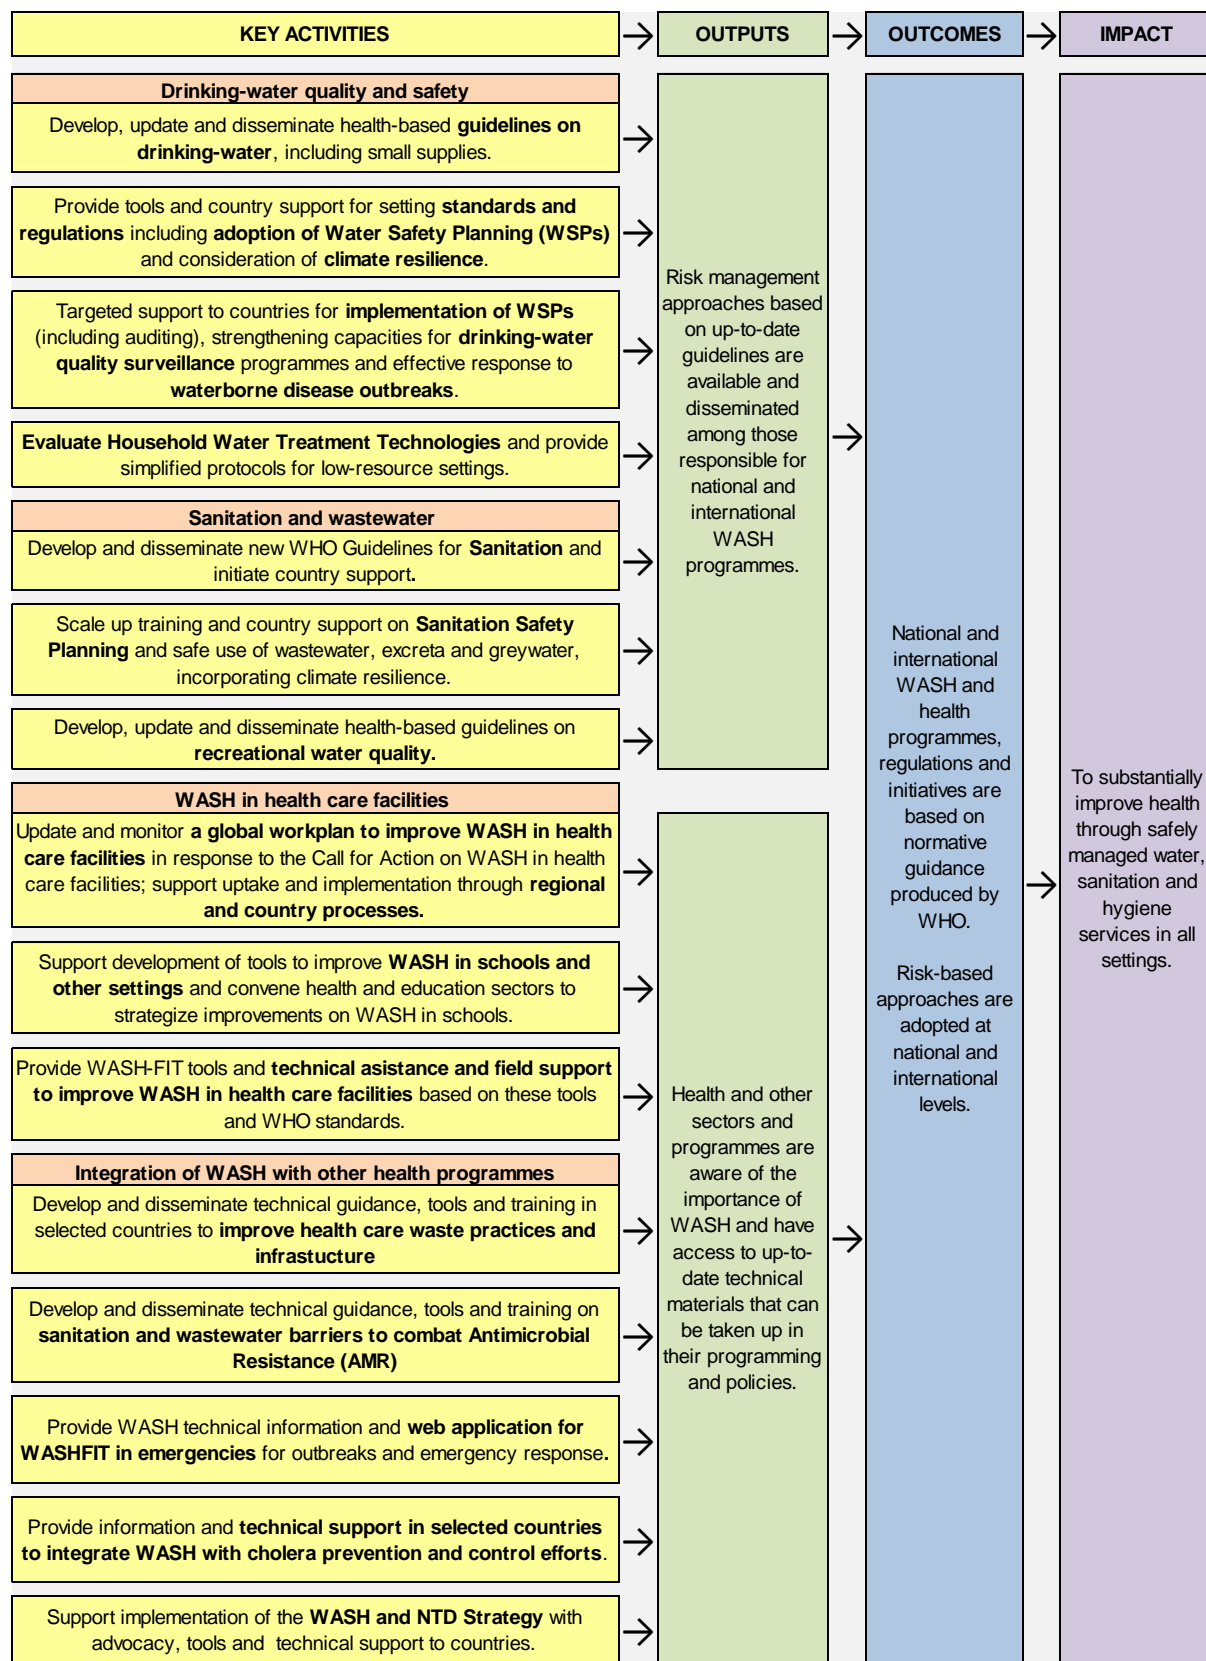 KEY ACTIVITIES
OUTPUTS
OUTCOMES
IMPACT
Drinking-water quality and safety
Develop, update and disseminate health-based guidelines on
drinking-water, including small supplies.
Provide tools and country support for setting standards and
regulations including adoption of Water Safety Planning (WSPs)
and consideration of climate resilience.
Targeted support to countries for implementation of WSPs
(including auditing), strengthening capacities for drinking-water
quality surveillance programmes and effective response to
waterborne disease outbreaks.
Evaluate Household Water Treatment Technologies and provide
simplified protocols for low-resource settings.
Sanitation and wastewater
Develop and disseminate new WHO Guidelines for Sanitation and
initiate country support.
Scale up training and country support on Sanitation Safety
Planning and safe use of wastewater, excreta and greywater,
incorporating climate resilience.
Develop, update and disseminate health-based guidelines on
recreational water quality.
WASH in health care facilities
Update and monitor a global workplan to improve WASH in health
care facilities in response to the Call for Action on WASH in health
care facilities; support uptake and implementation through regional
and country processes.
Support development of tools to improve WASH in schools and
other settings and convene health and education sectors to
strategize improvements on WASH in schools.
Provide WASH-FIT tools and technical asistance and field support
to improve WASH in health care facilities based on these tools
and WHO standards.
Integration of WASH with other health programmes
Develop and disseminate technical guidance, tools and training in
selected countries to improve health care waste practices and
infrastucture
Develop and disseminate technical guidance, tools and training on
sanitation and wastewater barriers to combat Antimicrobial
Resistance (AMR)
Provide WASH technical information and web application for
WASHFIT in emergencies for outbreaks and emergency response.
Provide information and technical support in selected countries
to integrate WASH with cholera prevention and control efforts.
Support implementation of the WASH and NTD Strategy with
advocacy, tools and technical support to countries.
Risk management
approaches based
on up-to-date
guidelines are
available and
disseminated
among those
responsible for
national and
international
WASH
programmes.
Health and other
sectors and
programmes are
aware of the
importance of
WASH and have
access to up-to-
date technical
materials that can
be taken up in
their programming
and policies.
National and
international
WASH and
health
programmes,
regulations and
initiatives are
based on
normative
guidance
produced by
WHO.
Risk-based
approaches are
adopted at
national and
international
levels.
To substantially
improve health
through safely
managed water,
sanitation and
hygiene
services in all
settings.